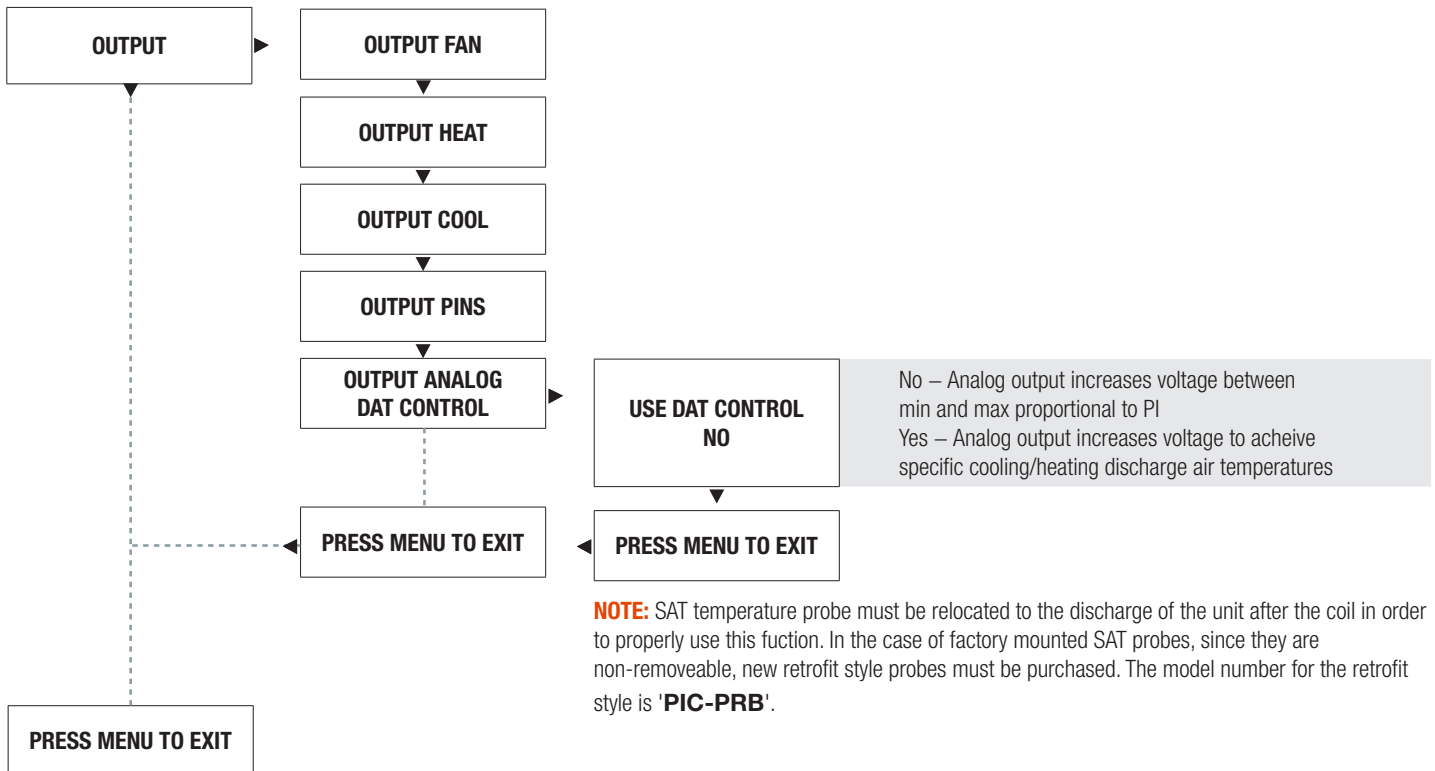 OUTPUT
OUTPUT FAN
OUTPUT HEAT
OUTPUT COOL
OUTPUT PINS
OUTPUT ANALOG
DAT CONTROL
USE DAT CONTROL
NO
No – Analog output increases voltage between
min and max proportional to PI
Yes – Analog output increases voltage to acheive
specific cooling/heating discharge air temperatures
PRESS MENU TO EXIT
PRESS MENU TO EXIT
NOTE: SAT temperature probe must be relocated to the discharge of the unit after the coil in order
to properly use this fuction. In the case of factory mounted SAT probes, since they are
non-removeable, new retrofit style probes must be purchased. The model number for the retrofit
style is 'PIC-PRB'.
PRESS MENU TO EXIT